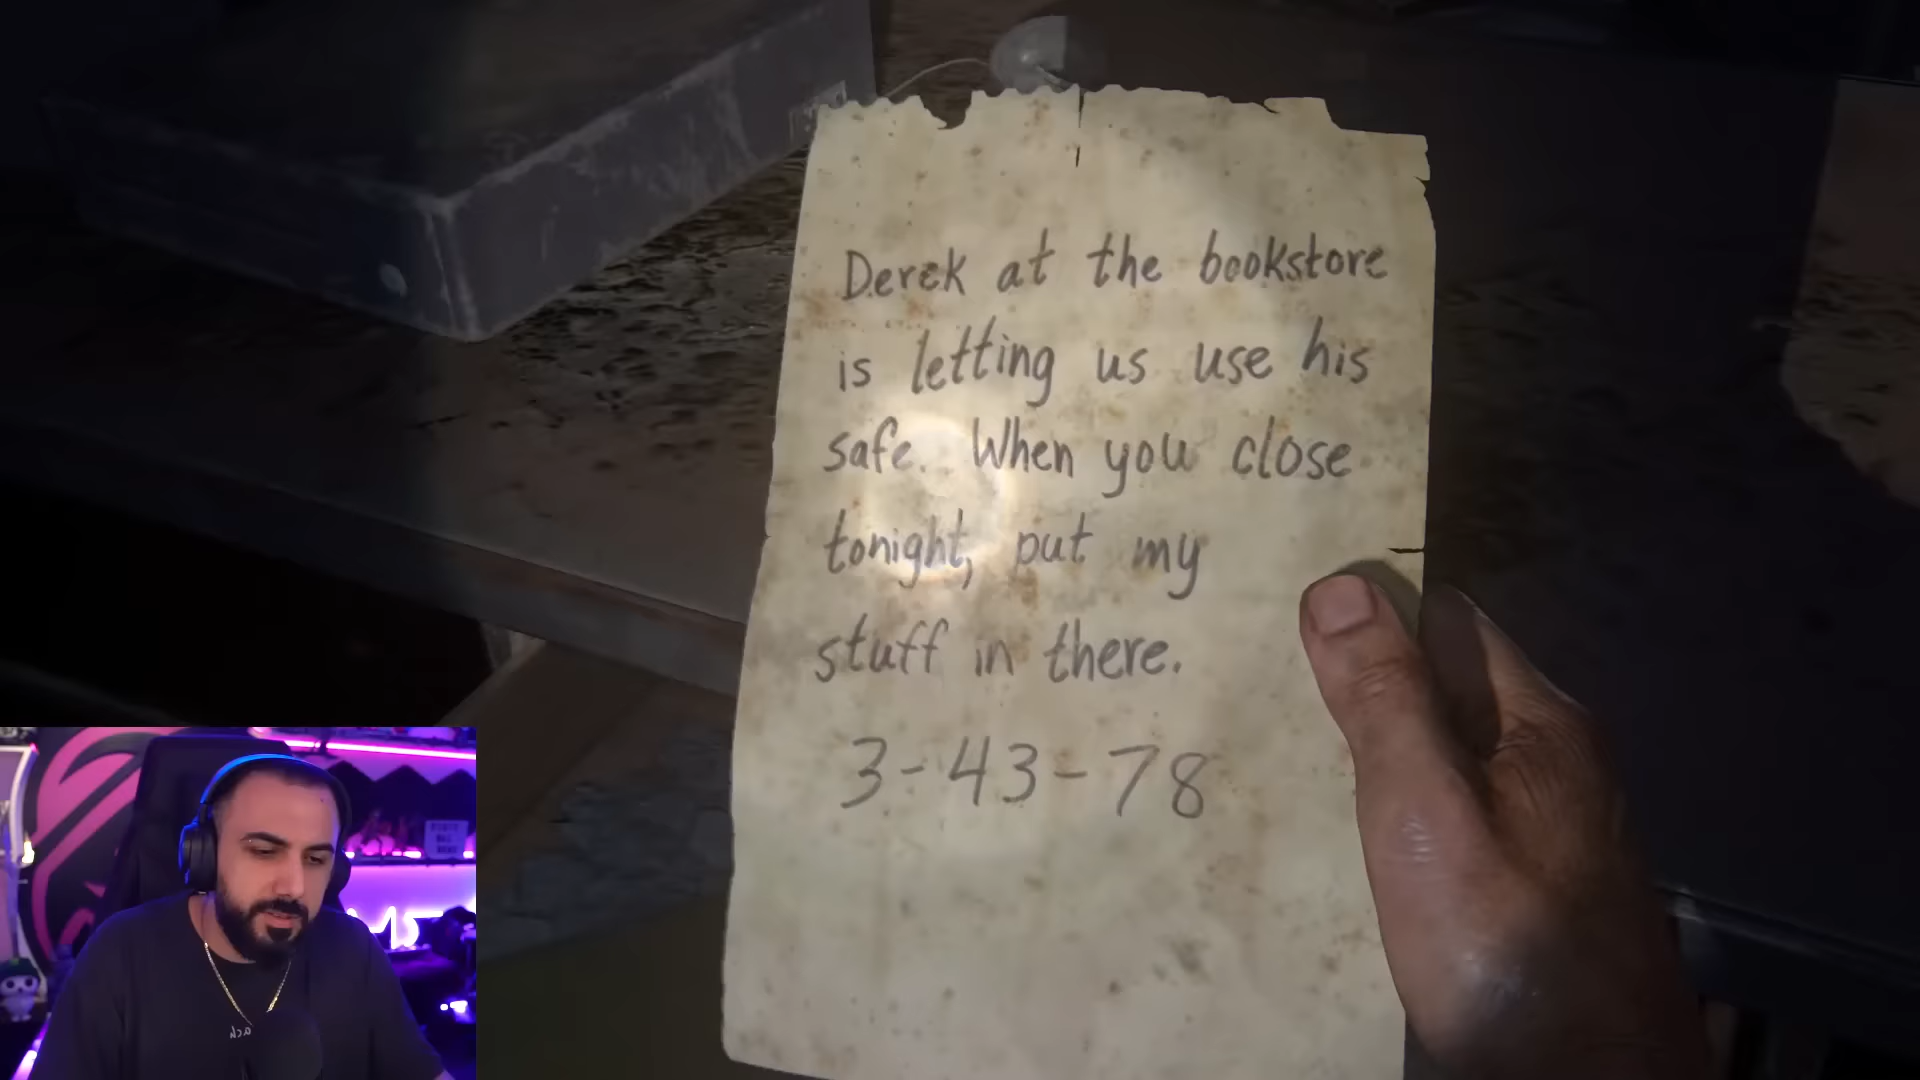 Derek at the bookstore
is letting us use his
safe. When you close
tonight, put my
stuff in there.
3-43-78